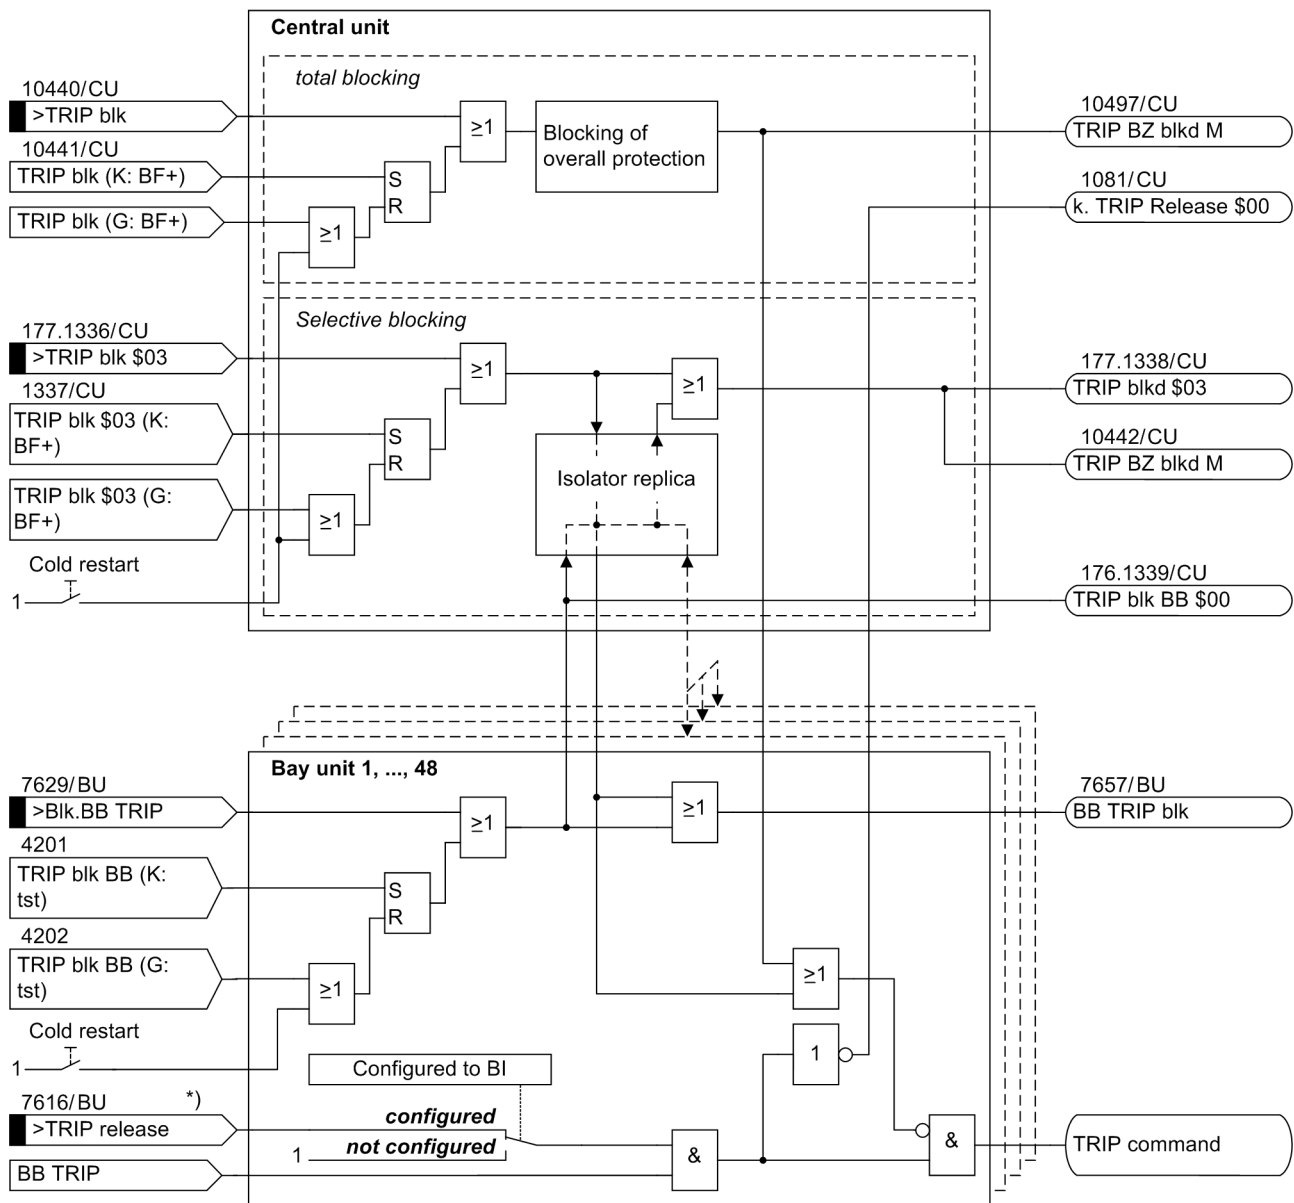 Central unit
total blocking
10440/CU
>TRIP blk
10441/CU
TRIP blk (K: BF+)
TRIP blk (G: BF+)
≥1
S
R
≥1
Blocking of
overall protection
10497/CU
TRIP BZ blkd M
1081/CU
k. TRIP Release $00
Selective blocking
177.1336/CU
>TRIP blk $03
1337/CU
TRIP blk $03 (K:
BF+)
TRIP blk $03 (G:
BF+)
Cold restart
1
≥1
S
R
≥1
≥1
Isolator replica
177.1338/CU
TRIP blkd $03
10442/CU
TRIP BZ blkd M
176.1339/CU
TRIP blk BB $00
Bay unit 1, ..., 48
7629/BU
>Blk.BB TRIP
4201
TRIP blk BB (K:
tst)
4202
TRIP blk BB (G:
tst)
Cold restart
1
≥1
S
R
≥1
≥1
7657/BU
BB TRIP blk
≥1
1
Configured to BI
7616/BU *)
>TRIP release
configured
not configured
1
BB TRIP
&
&
TRIP command